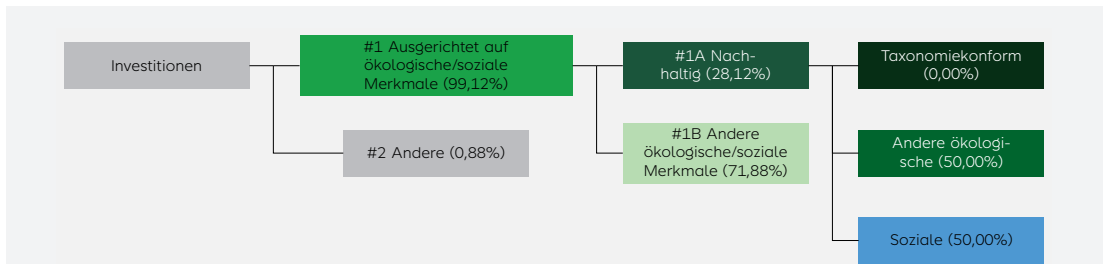 Investitionen
#1 Ausgerichtet auf
ökologische/soziale
Merkmale (99,12%)
#2 Andere (0,88%)
#1A Nach-
haltig (28,12%)
#1B Andere
ökologische/soziale
Merkmale (71,88%)
Taxonomiekonform
(0,00%)
Andere ökologi-
sche (50,00%)
Soziale (50,00%)